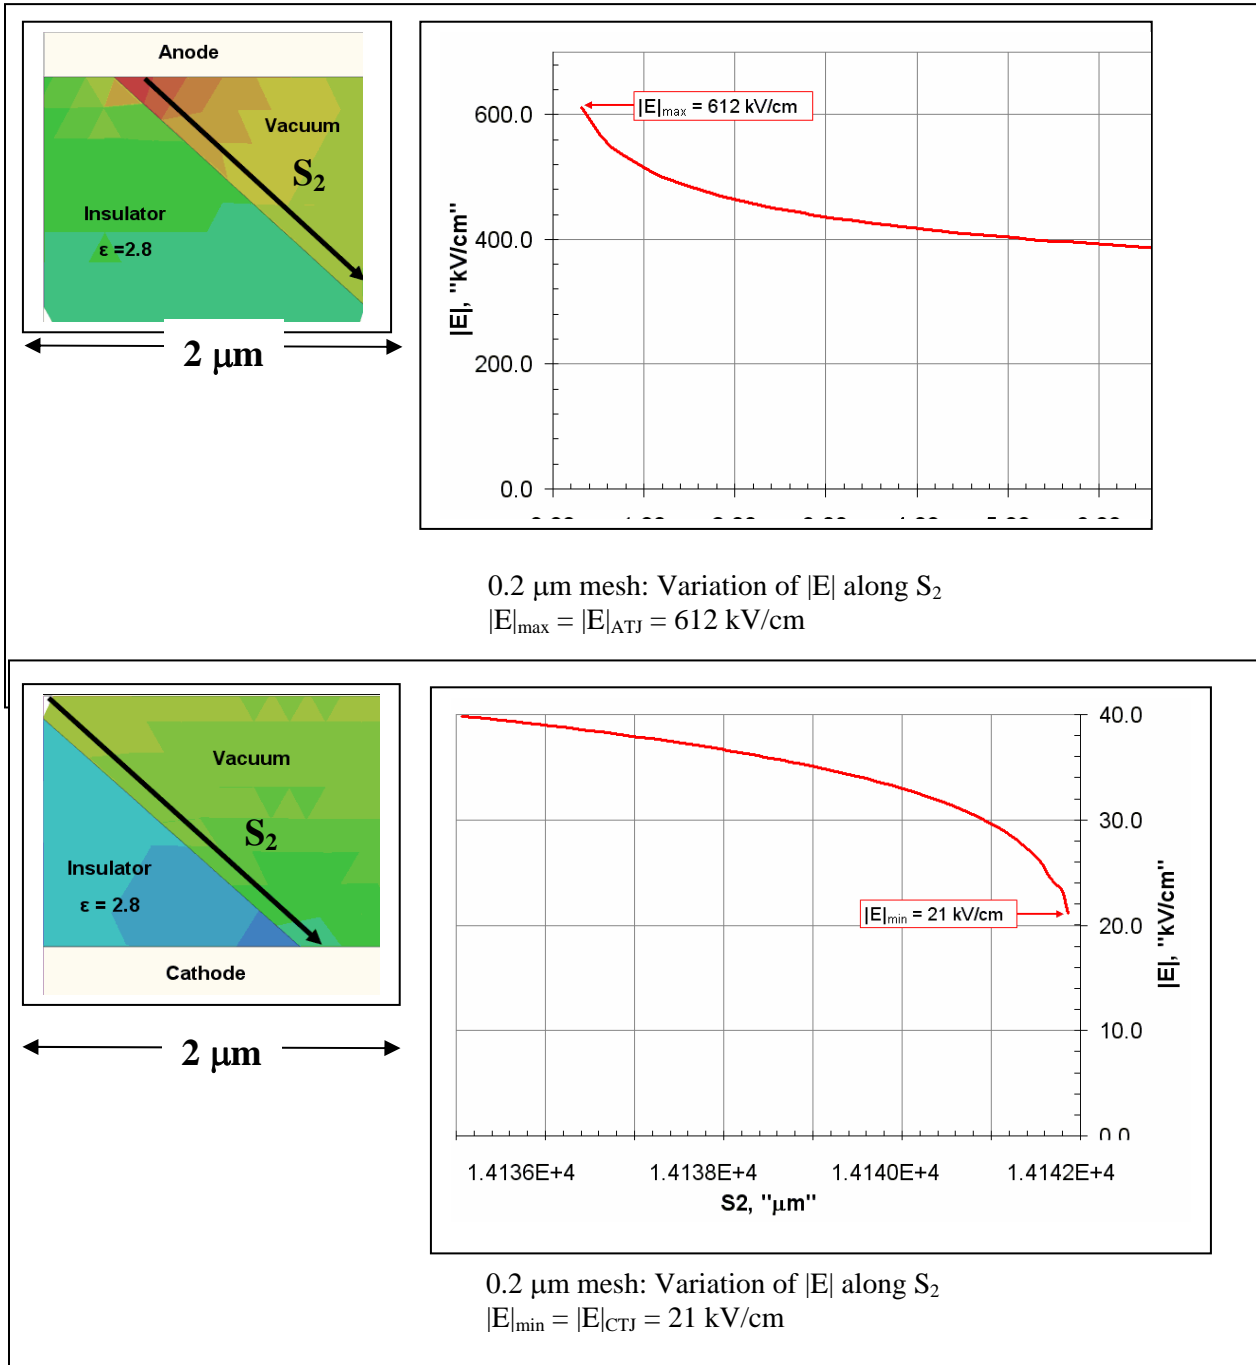 Anode
Vacuum
S₂
Insulator
ε =2.8
2 μm
|E|, "kV/cm"
600.0
400.0
200.0
0.0
|E|max = 612 kV/cm
0.2 μm mesh: Variation of |E| along S₂
|E|max = |E|ATJ = 612 kV/cm
Vacuum
S₂
Insulator
ε = 2.8
Cathode
2 μm
40.0
30.0
20.0
10.0
0.0
|E|, "kV/cm"
|E|min = 21 kV/cm
1.4136E+4 1.4138E+4 1.4140E+4 1.4142E+4
S2, "μm"
0.2 μm mesh: Variation of |E| along S₂
|E|min = |E|CTJ = 21 kV/cm